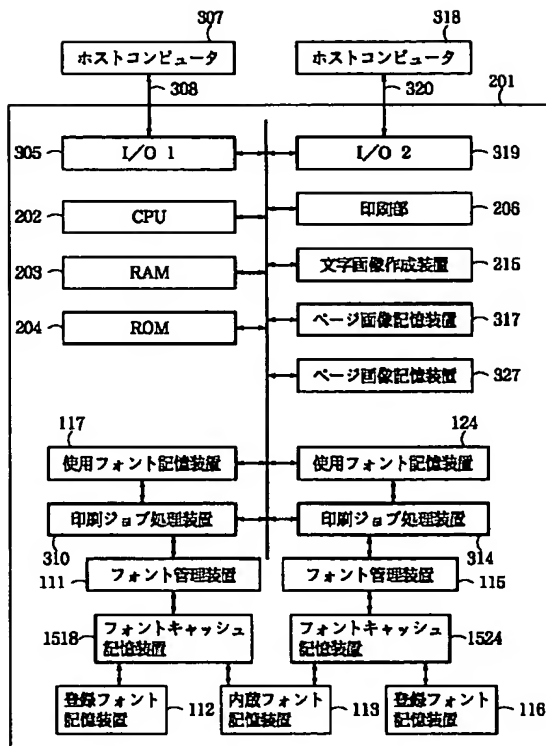 307
318
ホストコンピュータ
ホストコンピュータ
308
320
201
305
I/O 1
I/O 2
319
202
CPU
印刷部
206
203
RAM
文字画像作成装置
215
204
ROM
ページ画像記憶装置
317
ページ画像記憶装置
327
117
124
使用フォント記憶装置
使用フォント記憶装置
印刷ジョブ処理装置
印刷ジョブ処理装置
310
314
111
フォント管理装置
フォント管理装置
115
1518
フォントキャッシュ
記憶装置
フォントキャッシュ
記憶装置
1524
登録フォント
記憶装置
112
内蔵フォント
記憶装置
113
登録フォント
記憶装置
116